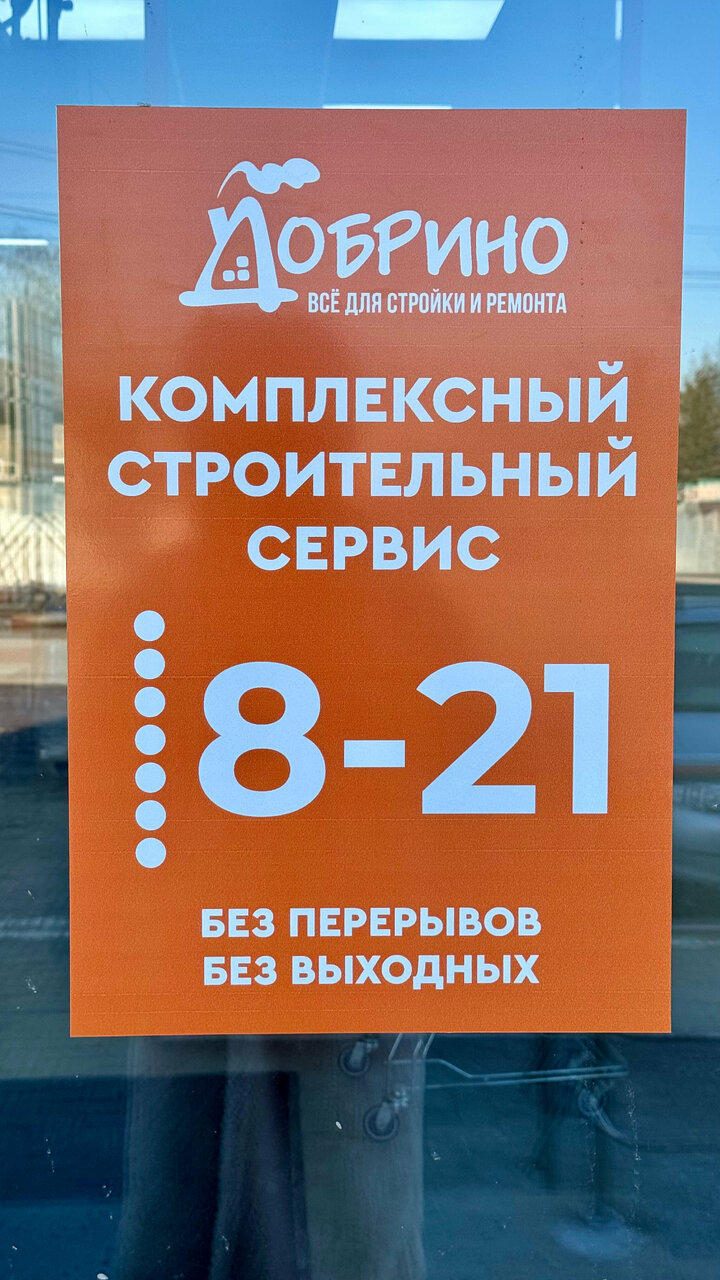 ДОБРИНО
ВСЁ ДЛЯ СТРОЙКИ И РЕМОНТА
КОМПЛЕКСНЫЙ
СТРОИТЕЛЬНЫЙ
СЕРВИС
8-21
БЕЗ ПЕРЕРЫВОВ
БЕЗ ВЫХОДНЫХ